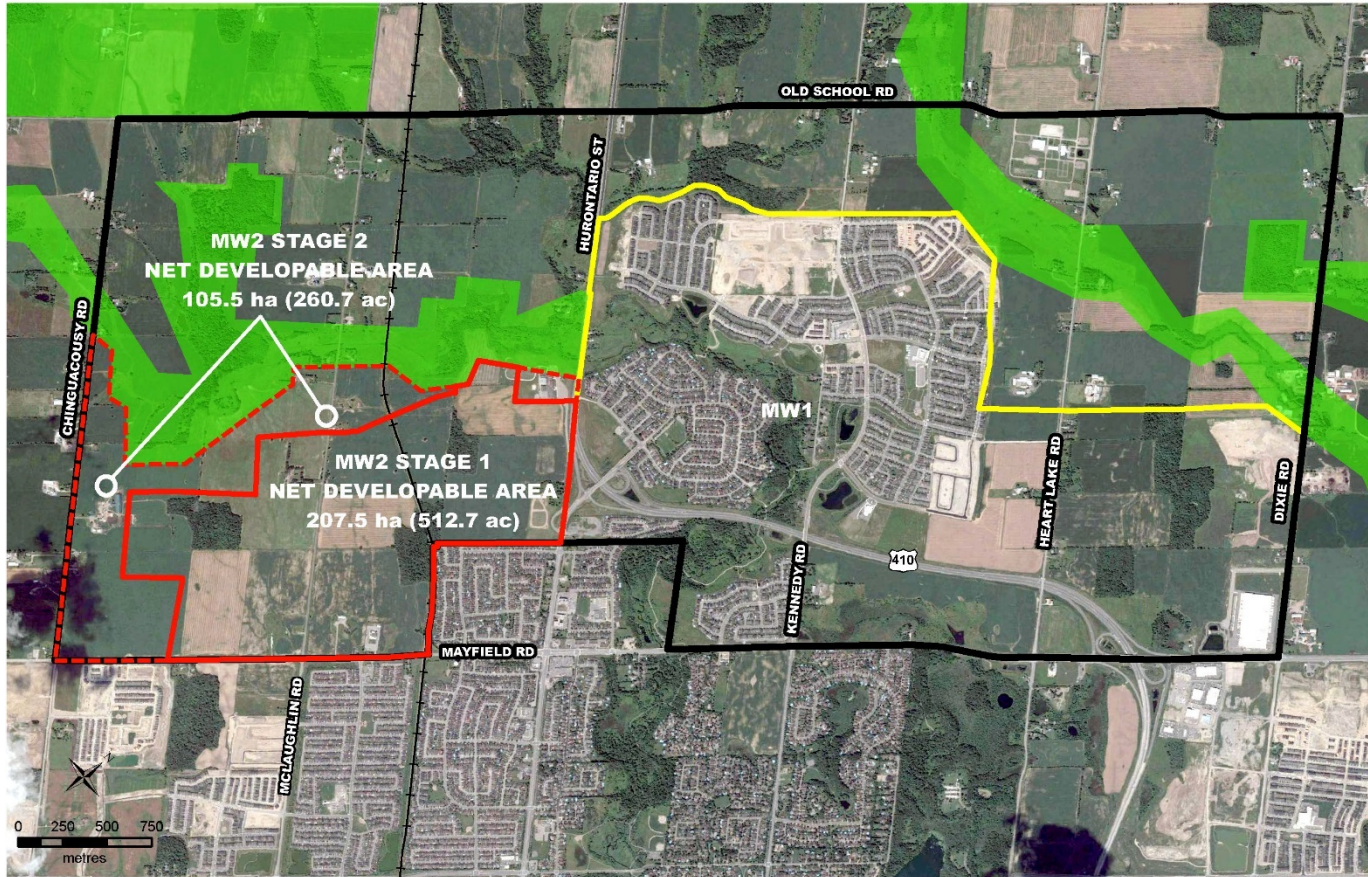 OLD SCHOOL RD
HURONTARIO ST
MW2 STAGE 2
NET DEVELOPABLE AREA
105.5 ha (260.7 ac)
CHINGUACOUSY RD
MW1
MW2 STAGE 1
NET DEVELOPABLE AREA
207.5 ha (512.7 ac)
HEART LAKE RD
DIXIE RD
410
KENNEDY RD
MAYFIELD RD
MCLAUGHLIN RD
0 250 500 750
metres